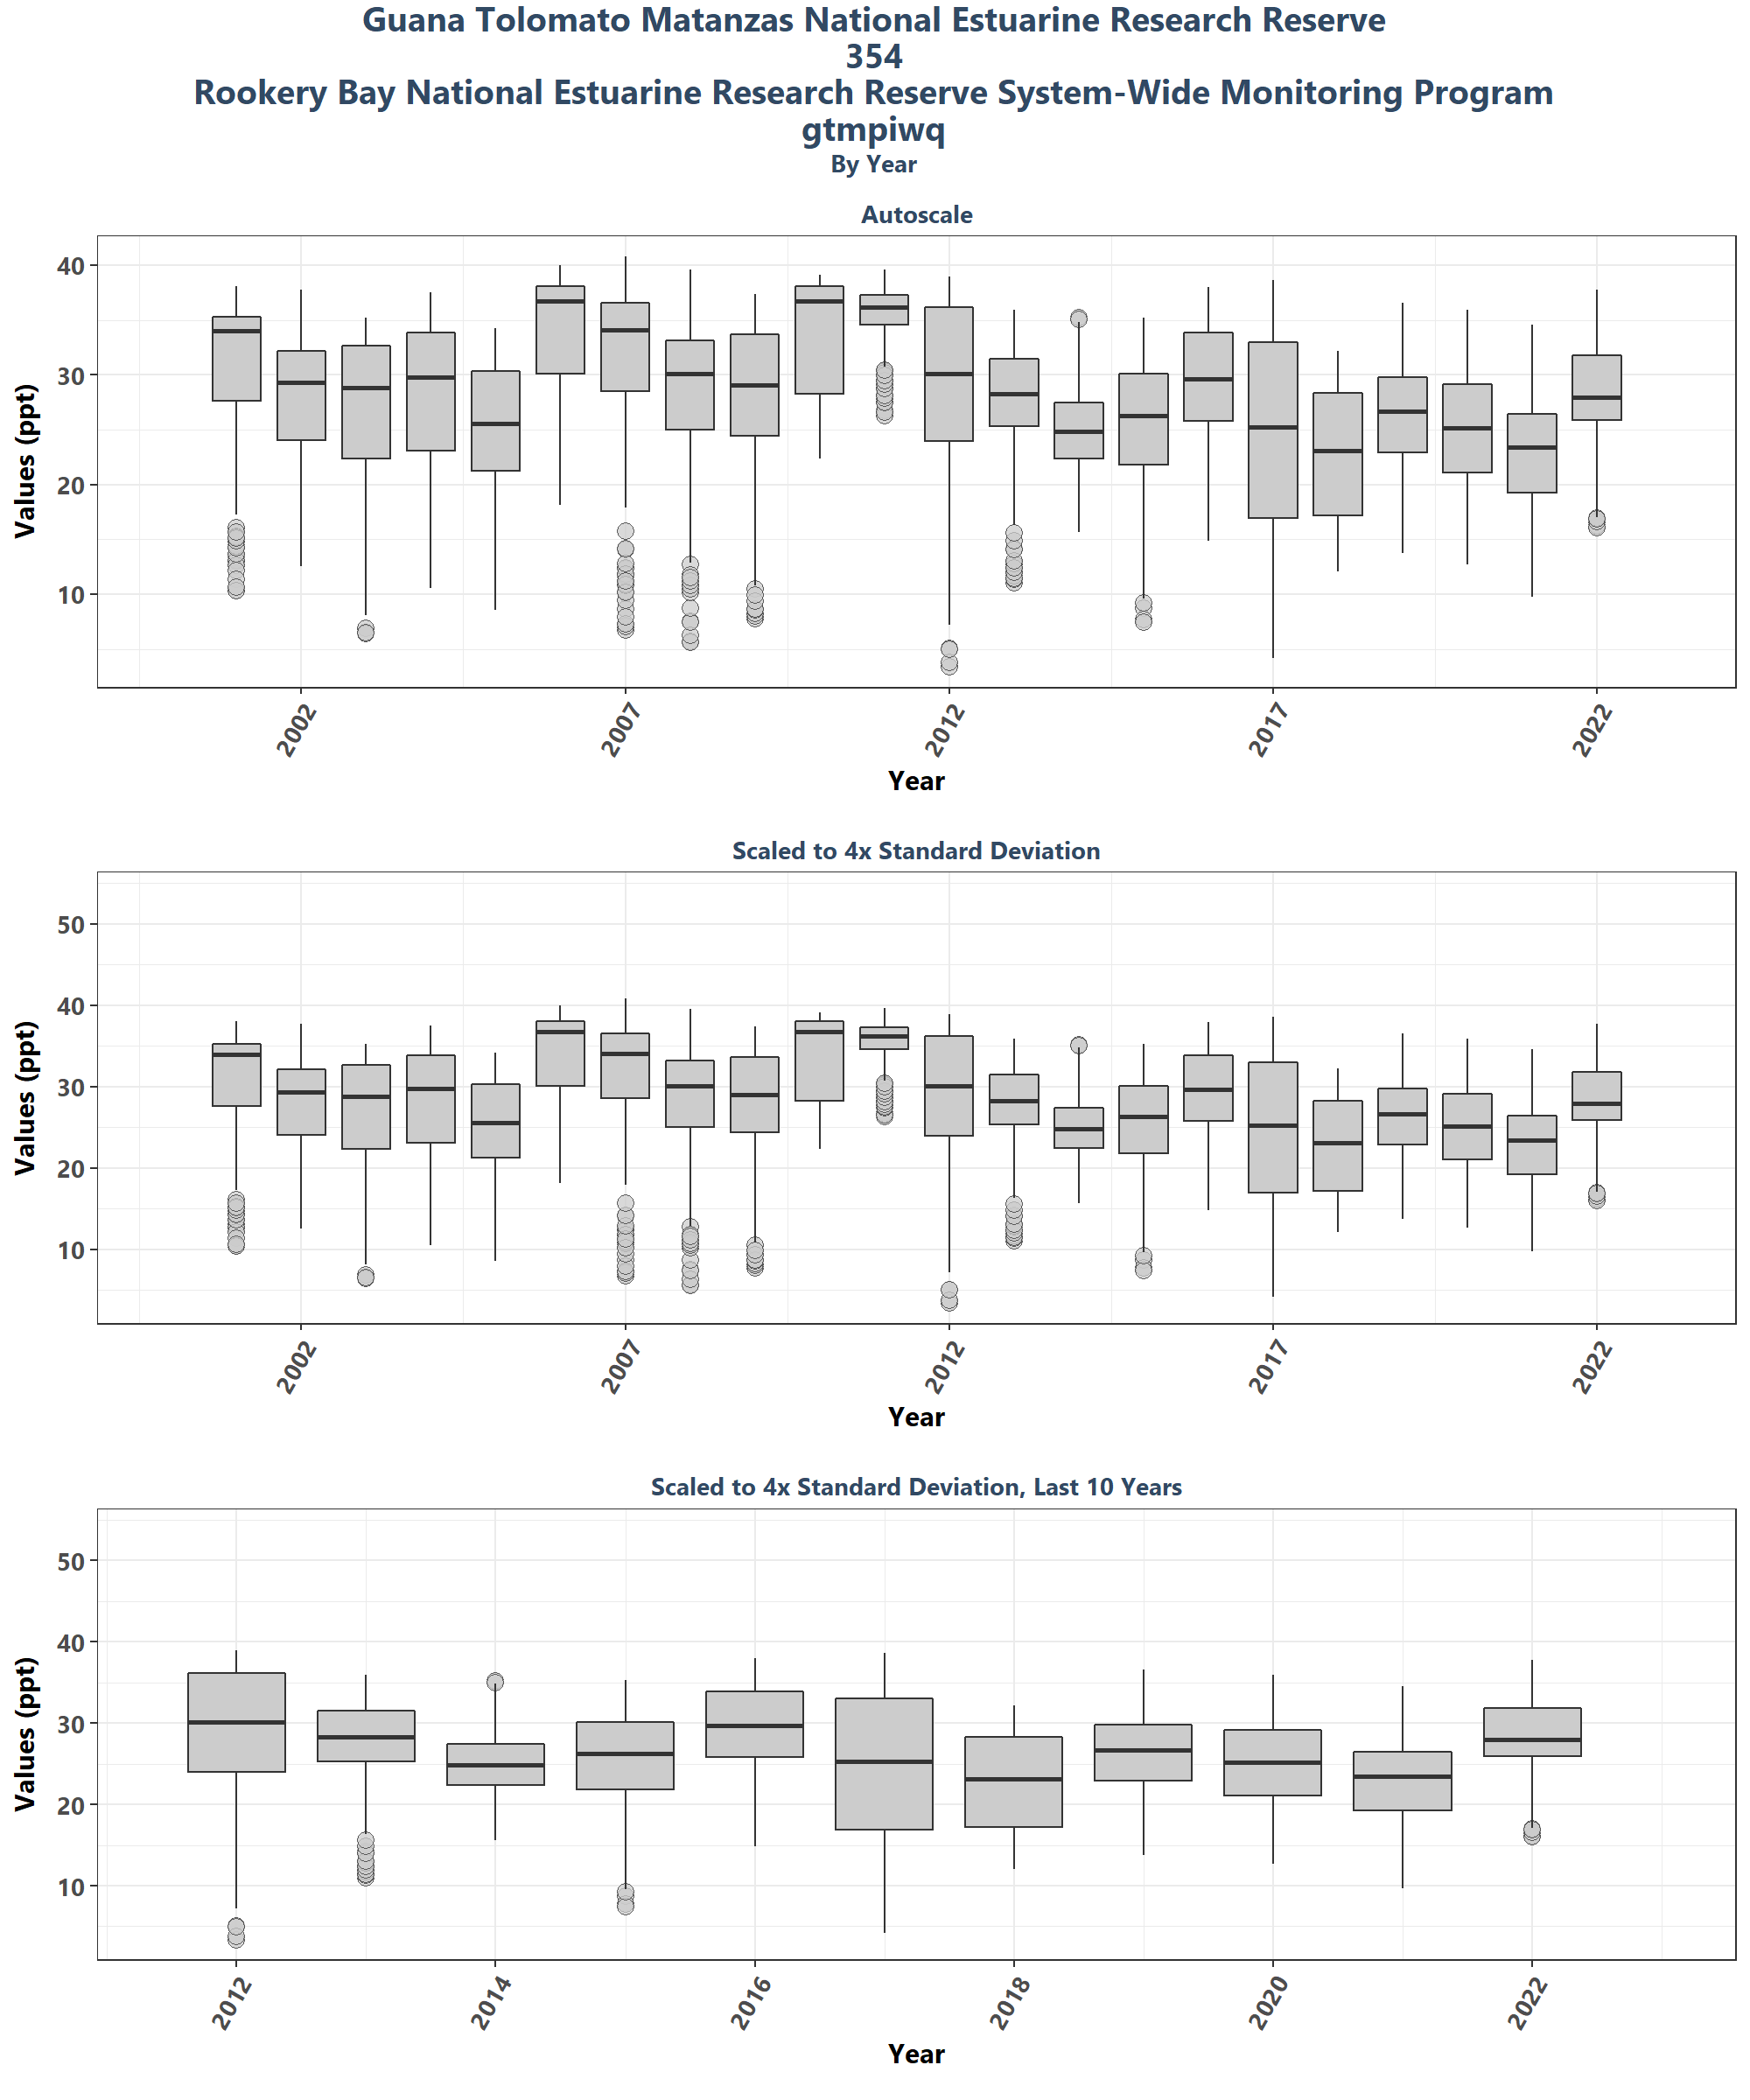 Guana Tolomato Matanzas National Estuarine Research Reserve
354
Rookery Bay National Estuarine Research Reserve System-Wide Monitoring Program
gtmpiwq
By Year
Autoscale
Values (ppt)
40
30
20
10
2002 2007 2012 2017 2022
Year
Scaled to 4x Standard Deviation
Values (ppt)
50
40
30
20
10
2002 2007 2012 2017 2022
Year
Scaled to 4x Standard Deviation, Last 10 Years
Values (ppt)
50
40
30
20
10
2012 2014 2016 2018 2020 2022
Year